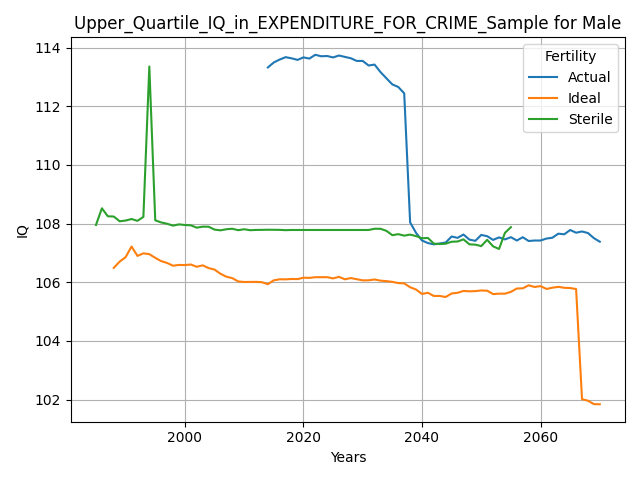 Upper_Quartile_IQ_in_EXPENDITURE_FOR_CRIME_Sample for Male
Fertility
Actual
Ideal
Sterile
IQ
114
112
110
108
106
104
102
2000
2020
2040
2060
Years